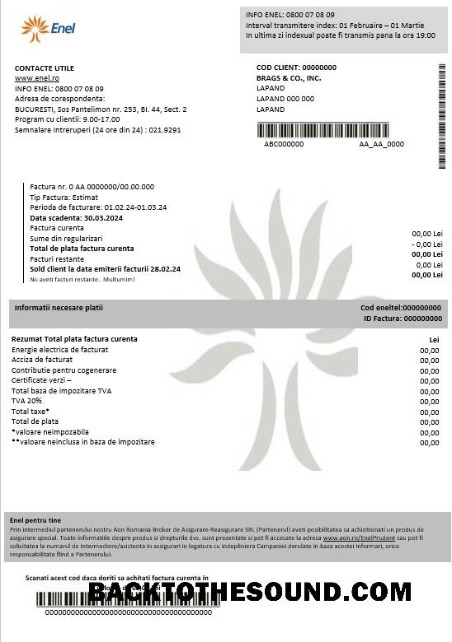 Enel
INFO ENEL: 0800 07 08 09
Interval transmitere index: 01 Februaire – 01 Martie
In ultima zi indexual poate fi transmis pana la ora 19:00
CONTACTE UTILE
www.enel.ro
INFO ENEL: 0800 07 08 09
Adresa de corespondenta:
BUCURESTI, Sos Pantelimon nr. 253, Bl. 44, Sect. 2
Program cu clientii: 9.00-17.00
Semnalare Intreruperi (24 ore din 24) : 021.9291
COD CLIENT: 00000000
BRAGS & CO., INC.
LAPAND
LAPAND 000 000
LAPAND
ABC000000 AA_AA_0000
Factura nr. 0 AA 0000000/00.00.000
Tip Factura: Estimat
Perioda de facturare: 01.02.24-01.03.24
Data scadenta: 30.03.2024
Factura curenta 00,00 Lei
Sume din regularizari - 0,00 Lei
Total de plata factura curenta 00,00 Lei
Facturi restante 0,00 Lei
Sold client la data emiterii facturii 28.02.24 00,00 Lei
Nu aveti facturi restante. Multumim!
Informatii necesare platii Cod eneltel:000000000
ID Factura: 000000000
Rezumat Total plata factura curenta Lei
Energie electrica de facturat 00,00
Acciza de facturat 00,00
Contributie pentru cogenerare 00,00
Certificate verzi – 00,00
Total baza de impozitare TVA 00,00
TVA 20% 00,00
Total taxe* 00,00
Total de plata 00,00
*valoare neimpozabila 00,00
**valoare neinclusa in baza de impozitare 00,00
Enel pentru tine
Prin intermediul partenerului nostru Aon Romania Broker de Asigurare-Reasigurare SRL (Partenerul) aveti posibilitatea sa achizitionati un produs de
asigurare special. Toate informatiile despre produs si drepturile dvs. sunt prezentate si pot fi accesate la adresa www.aon.ro/EnelPrudent sau pot fi
solicitate la numarul de intermediere/asistenta in asigurari in legatura cu indeplinirea Campaniei derulate in baza acestei informari, orice
responsabilitate fiind a Partenerului.
Scanati acest cod daca doriti sa achitati factura curenta in
BACKTOTHESOUND.COM
00000000000000000000000000000000000